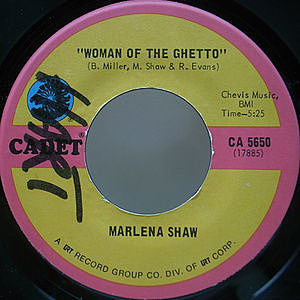 "WOMAN OF THE GHETTO"
(B. Miller, M. Shaw & R. Evans)
Chevis Music,
BMI
Time—5:25
CADET
CA 5650
(17885)
MARLENA SHAW
A GRT RECORD GROUP CO. DIV. OF GRT CORP.